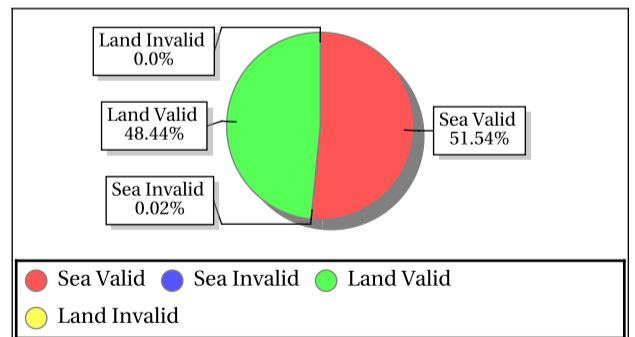 Land Invalid
0.0%
Land Valid
48.44%
Sea Valid
51.54%
Sea Invalid
0.02%
Sea Valid
Sea Invalid
Land Valid
Land Invalid